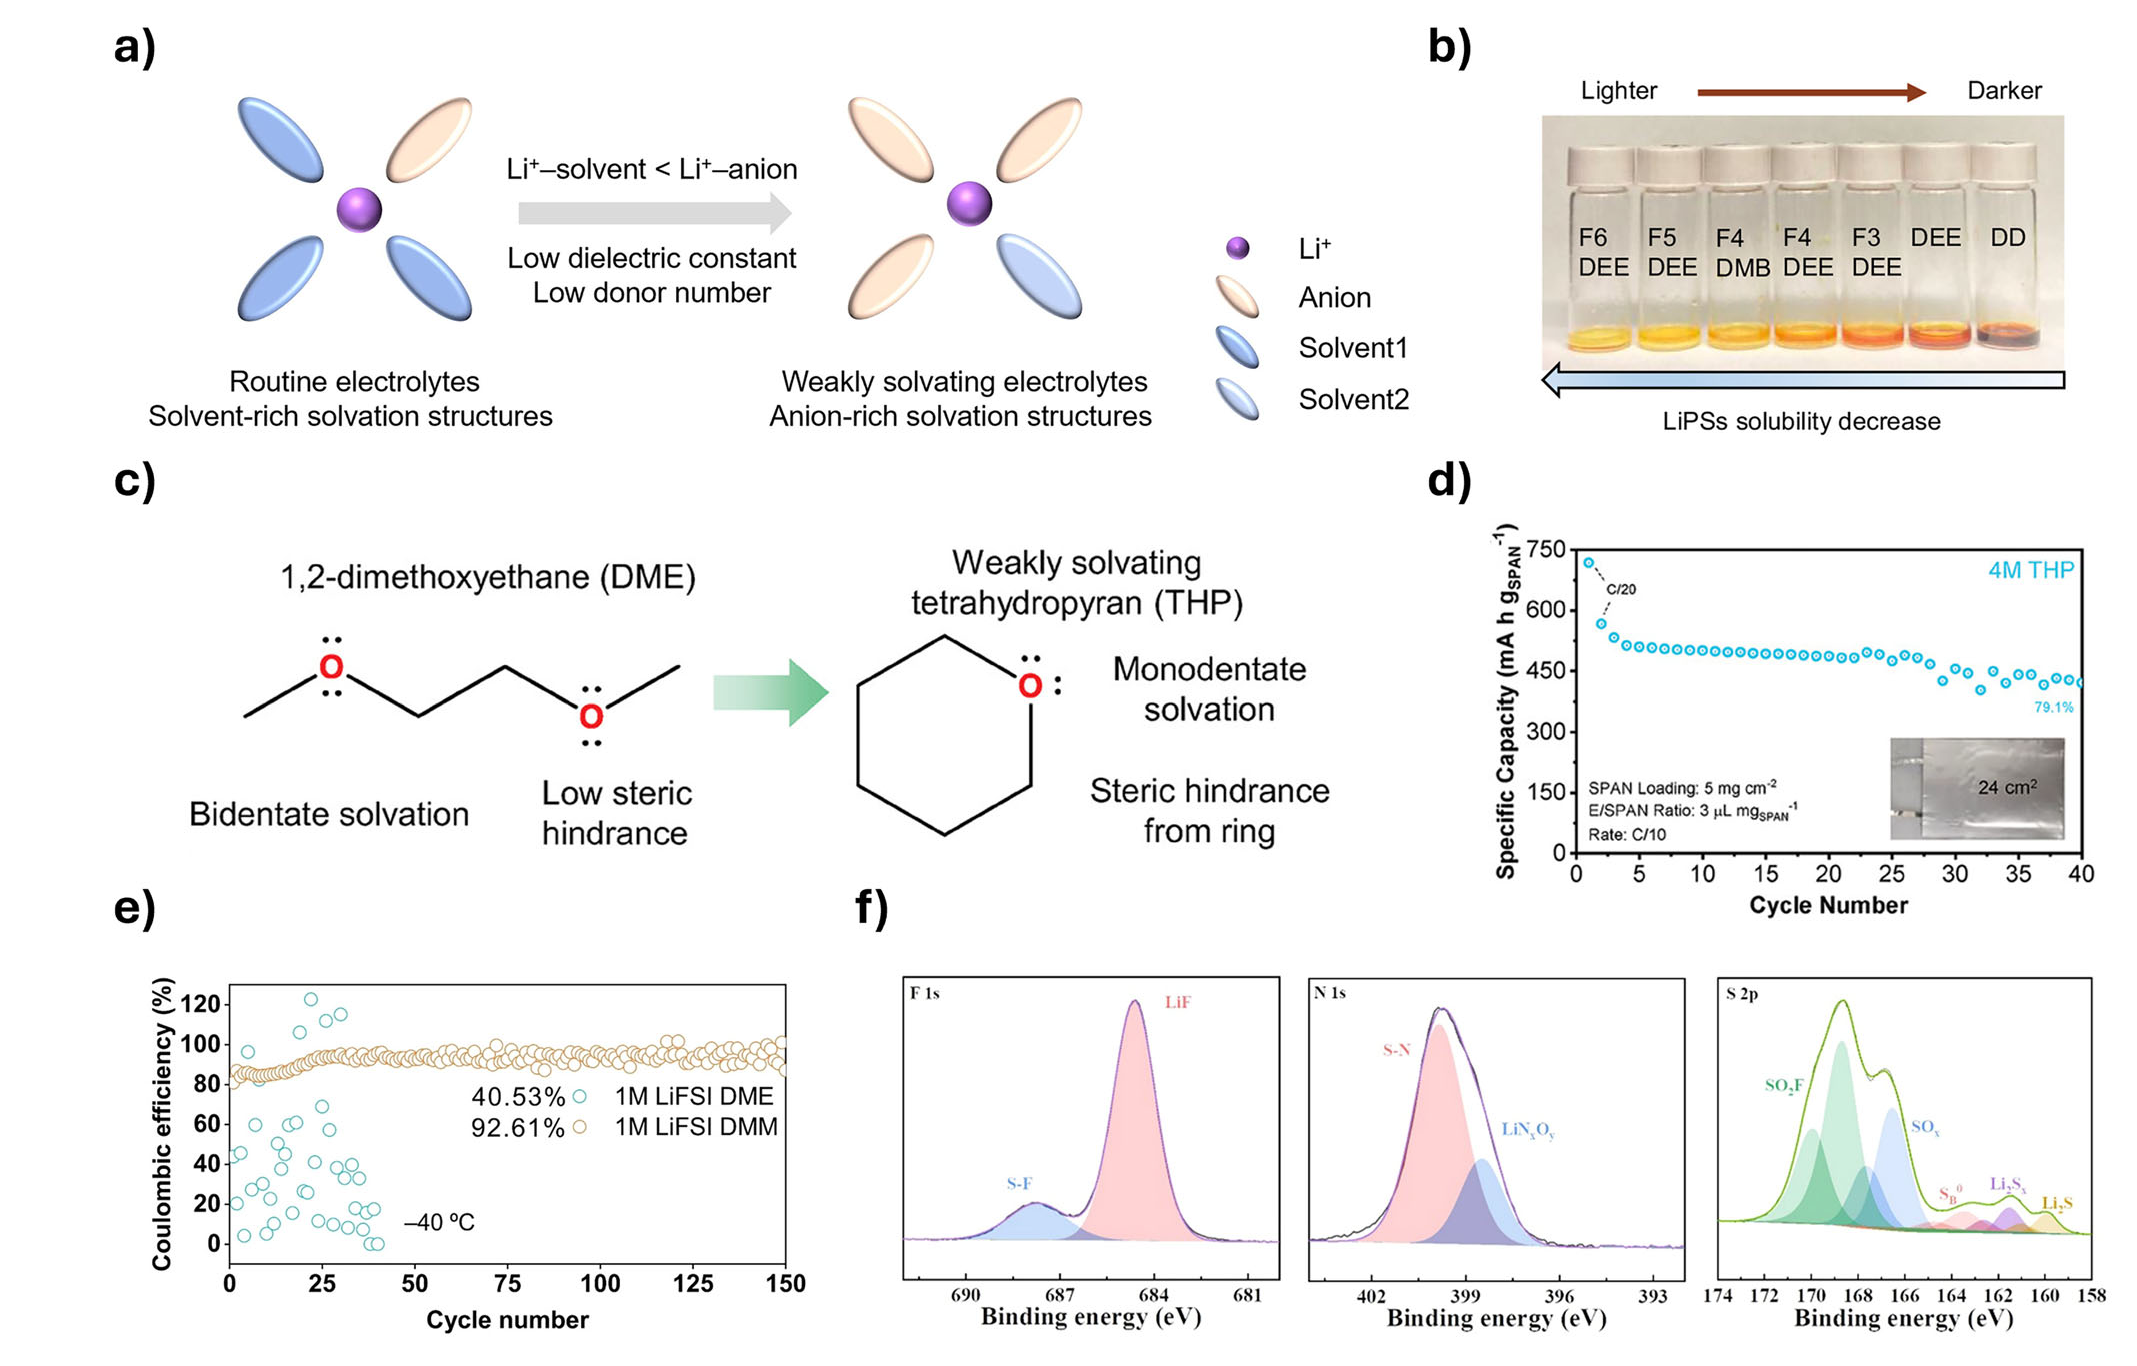 a)
Li⁺–solvent < Li⁺–anion
Low dielectric constant
Low donor number
Routine electrolytes
Solvent-rich solvation structures
Weakly solvating electrolytes
Anion-rich solvation structures
Li⁺
Anion
Solvent1
Solvent2
b)
Lighter
Darker
F6
DEE
F5
DEE
F4
DMB
F4
DEE
F3
DEE
DEE
DD
LiPSs solubility decrease
c)
1,2-dimethoxyethane (DME)
O
O
Bidentate solvation
Low steric
hindrance
Weakly solvating
tetrahydropyran (THP)
O
Monodentate
solvation
Steric hindrance
from ring
d)
Specific Capacity (mA h g_SPAN⁻¹)
750
600
450
300
150
0
4M THP
C/20
79.1%
SPAN Loading: 5 mg cm⁻²
E/SPAN Ratio: 3 μL mg_SPAN⁻¹
Rate: C/10
24 cm²
0 5 10 15 20 25 30 35 40
Cycle Number
e)
Coulombic efficiency (%)
120
100
80
60
40
20
0
40.53% 1M LiFSI DME
92.61% 1M LiFSI DMM
–40 ºC
0 25 50 75 100 125 150
Cycle number
f)
F 1s
LiF
S-F
690 687 684 681
Binding energy (eV)
N 1s
S-N
LiNₓOᵧ
402 399 396 393
Binding energy (eV)
S 2p
SO₂F
SOₓ
S_B⁰
Li₂Sₓ
Li₂S
174 172 170 168 166 164 162 160 158
Binding energy (eV)